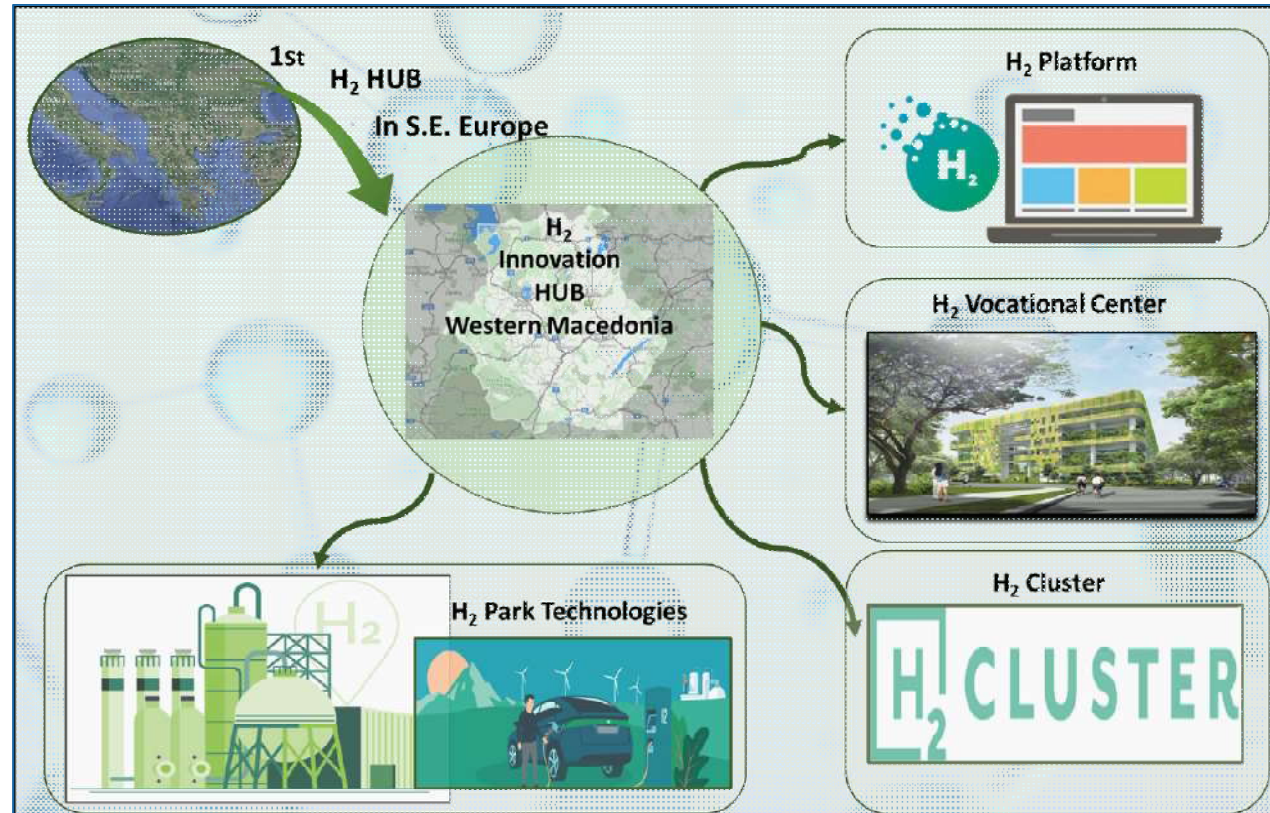 1st
H₂ HUB
In S.E. Europe
H₂
Innovation
HUB
Western Macedonia
H₂ Platform
H₂
H₂ Vocational Center
H₂ Cluster
H₂ CLUSTER
H₂ Park Technologies
H₂